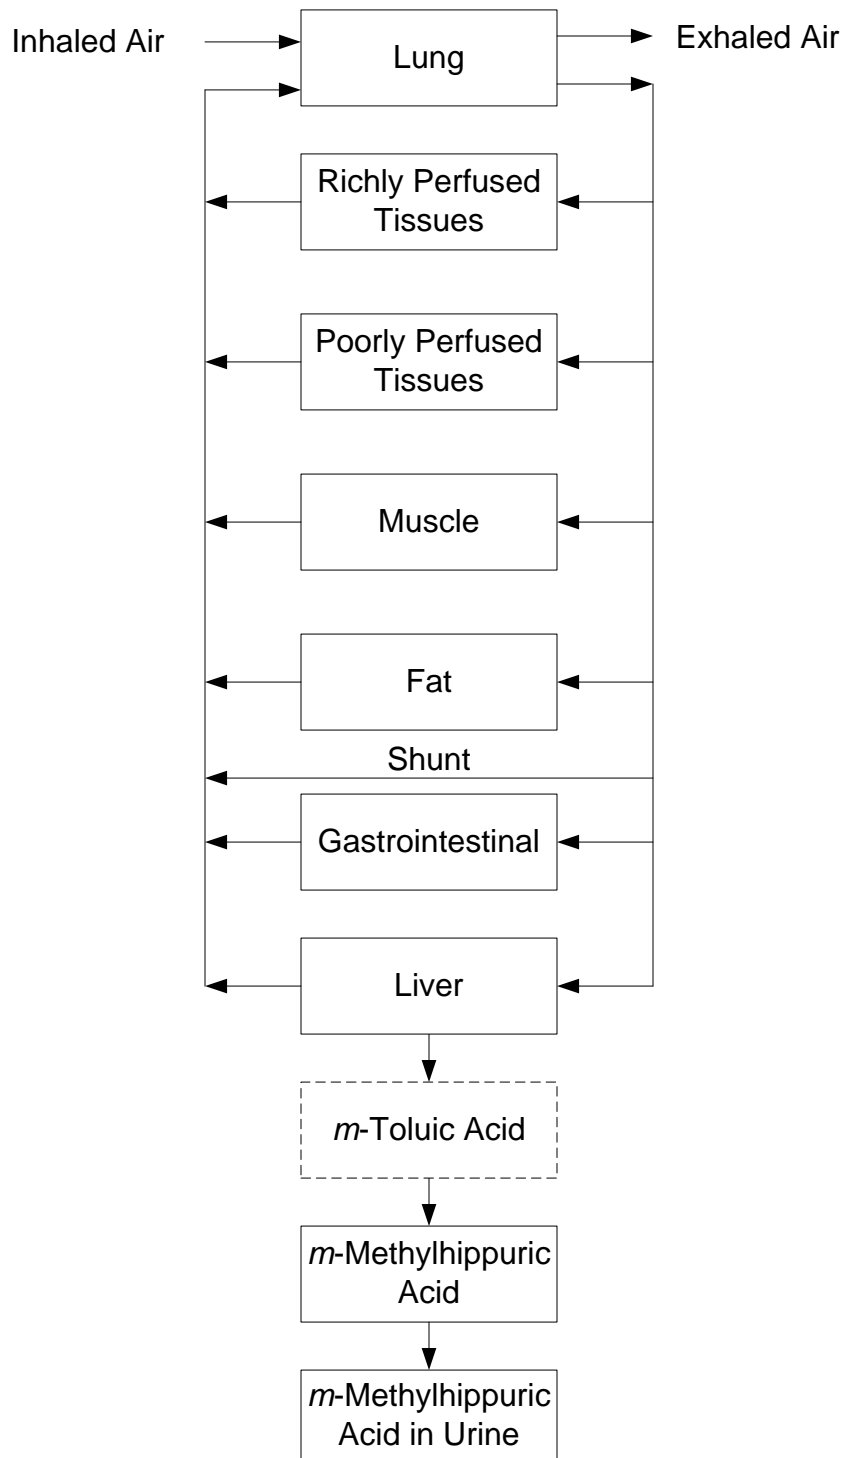 Inhaled Air
Lung
Exhaled Air
Richly Perfused
Tissues
Poorly Perfused
Tissues
Muscle
Fat
Shunt
Gastrointestinal
Liver
m-Toluic Acid
m-Methylhippuric
Acid
m-Methylhippuric
Acid in Urine